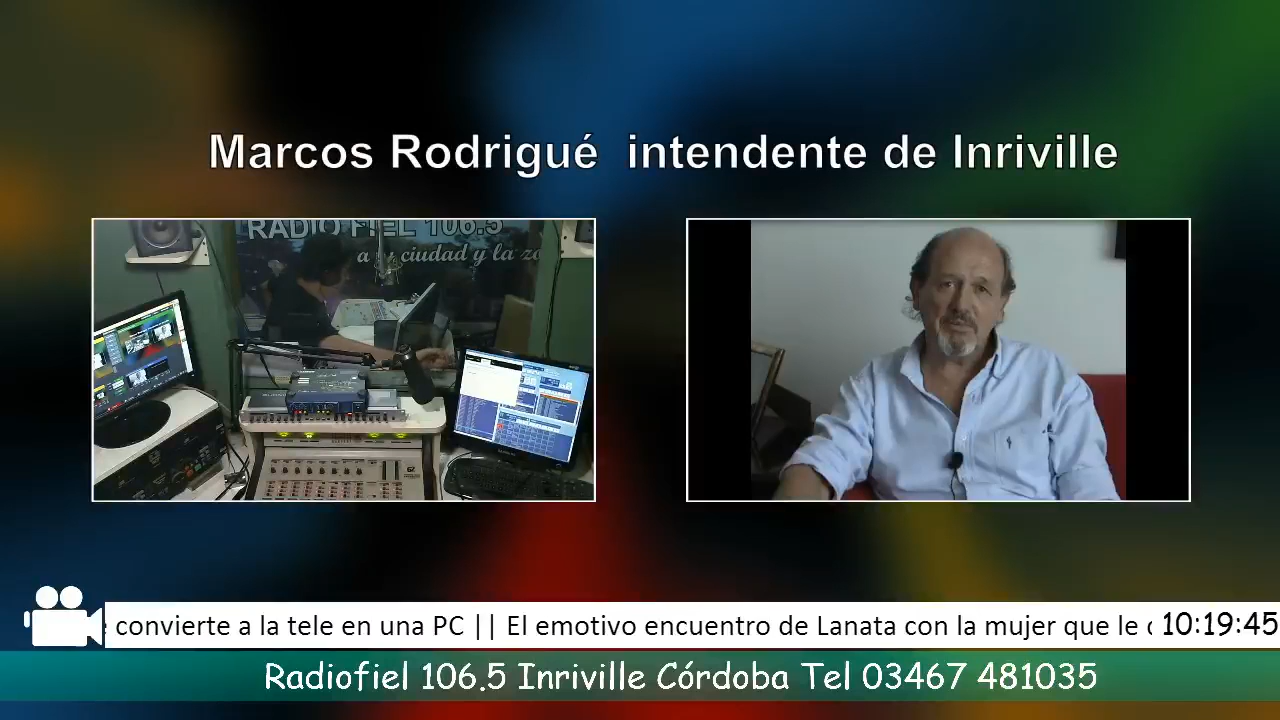 Marcos Rodrigué intendente de Inriville
RADIO FIEL 106.5
a ciudad y la
convierte a la tele en una PC || El emotivo encuentro de Lanata con la mujer que le
10:19:45
Radiofiel 106.5 Inriville Córdoba Tel 03467 481035